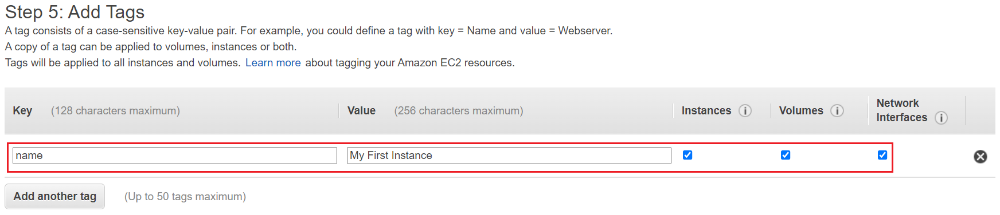 Step 5: Add Tags
A tag consists of a case-sensitive key-value pair. For example, you could define a tag with key = Name and value = Webserver.
A copy of a tag can be applied to volumes, instances or both.
Tags will be applied to all instances and volumes. Learn more about tagging your Amazon EC2 resources.
Key (128 characters maximum) Value (256 characters maximum) Instances i Volumes i Network Interfaces i
name My First Instance
Add another tag (Up to 50 tags maximum)